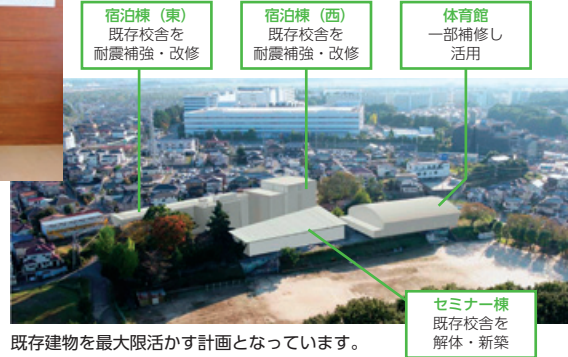 宿泊棟（東）
既存校舎を
耐震補強・改修
宿泊棟（西）
既存校舎を
耐震補強・改修
体育館
一部補修し
活用
セミナー棟
既存校舎を
解体・新築
既存建物を最大限活かす計画となっています。